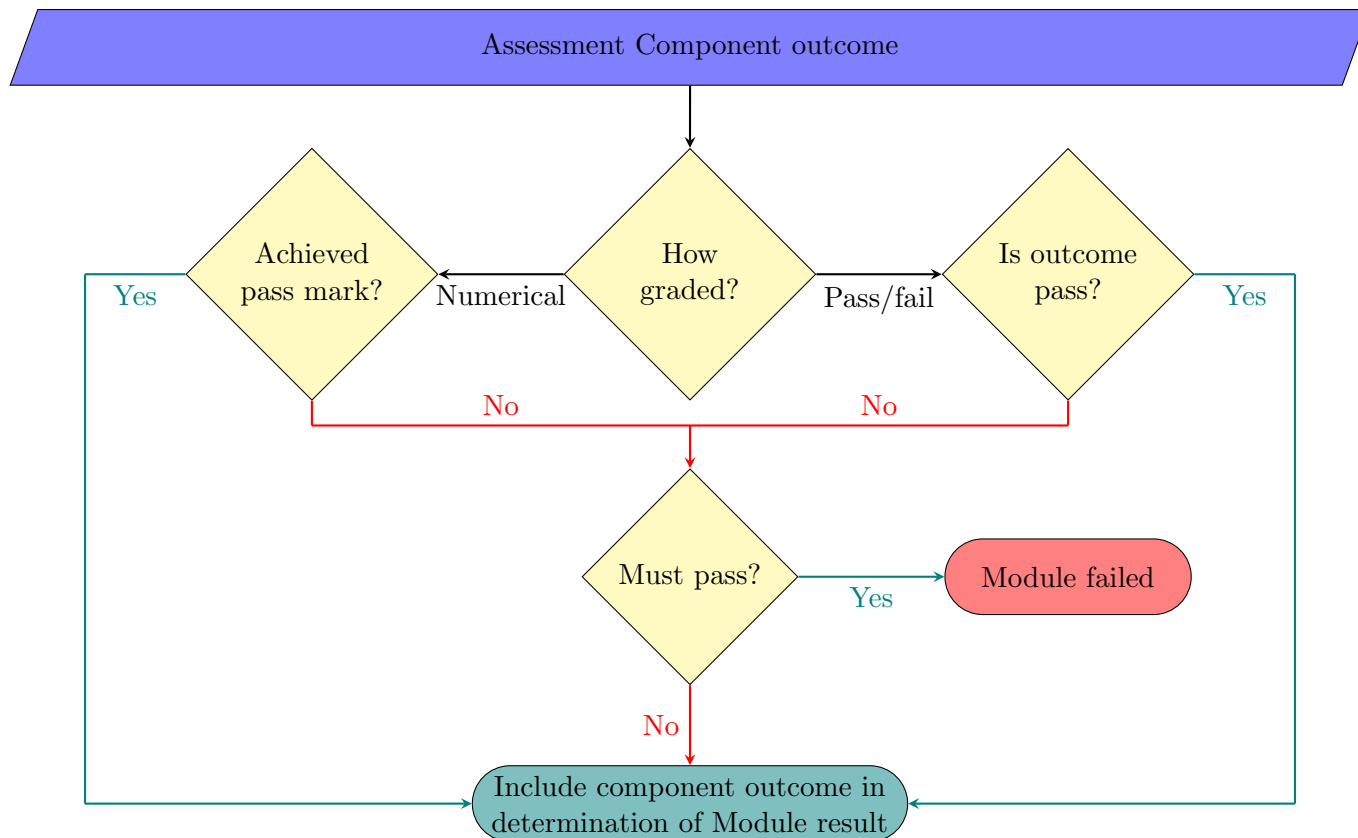 Assessment Component outcome
Achieved
pass mark?
How
graded?
Is outcome
pass?
Yes
Numerical
Pass/fail
Yes
No
No
Must pass?
Module failed
Yes
No
Include component outcome in
determination of Module result